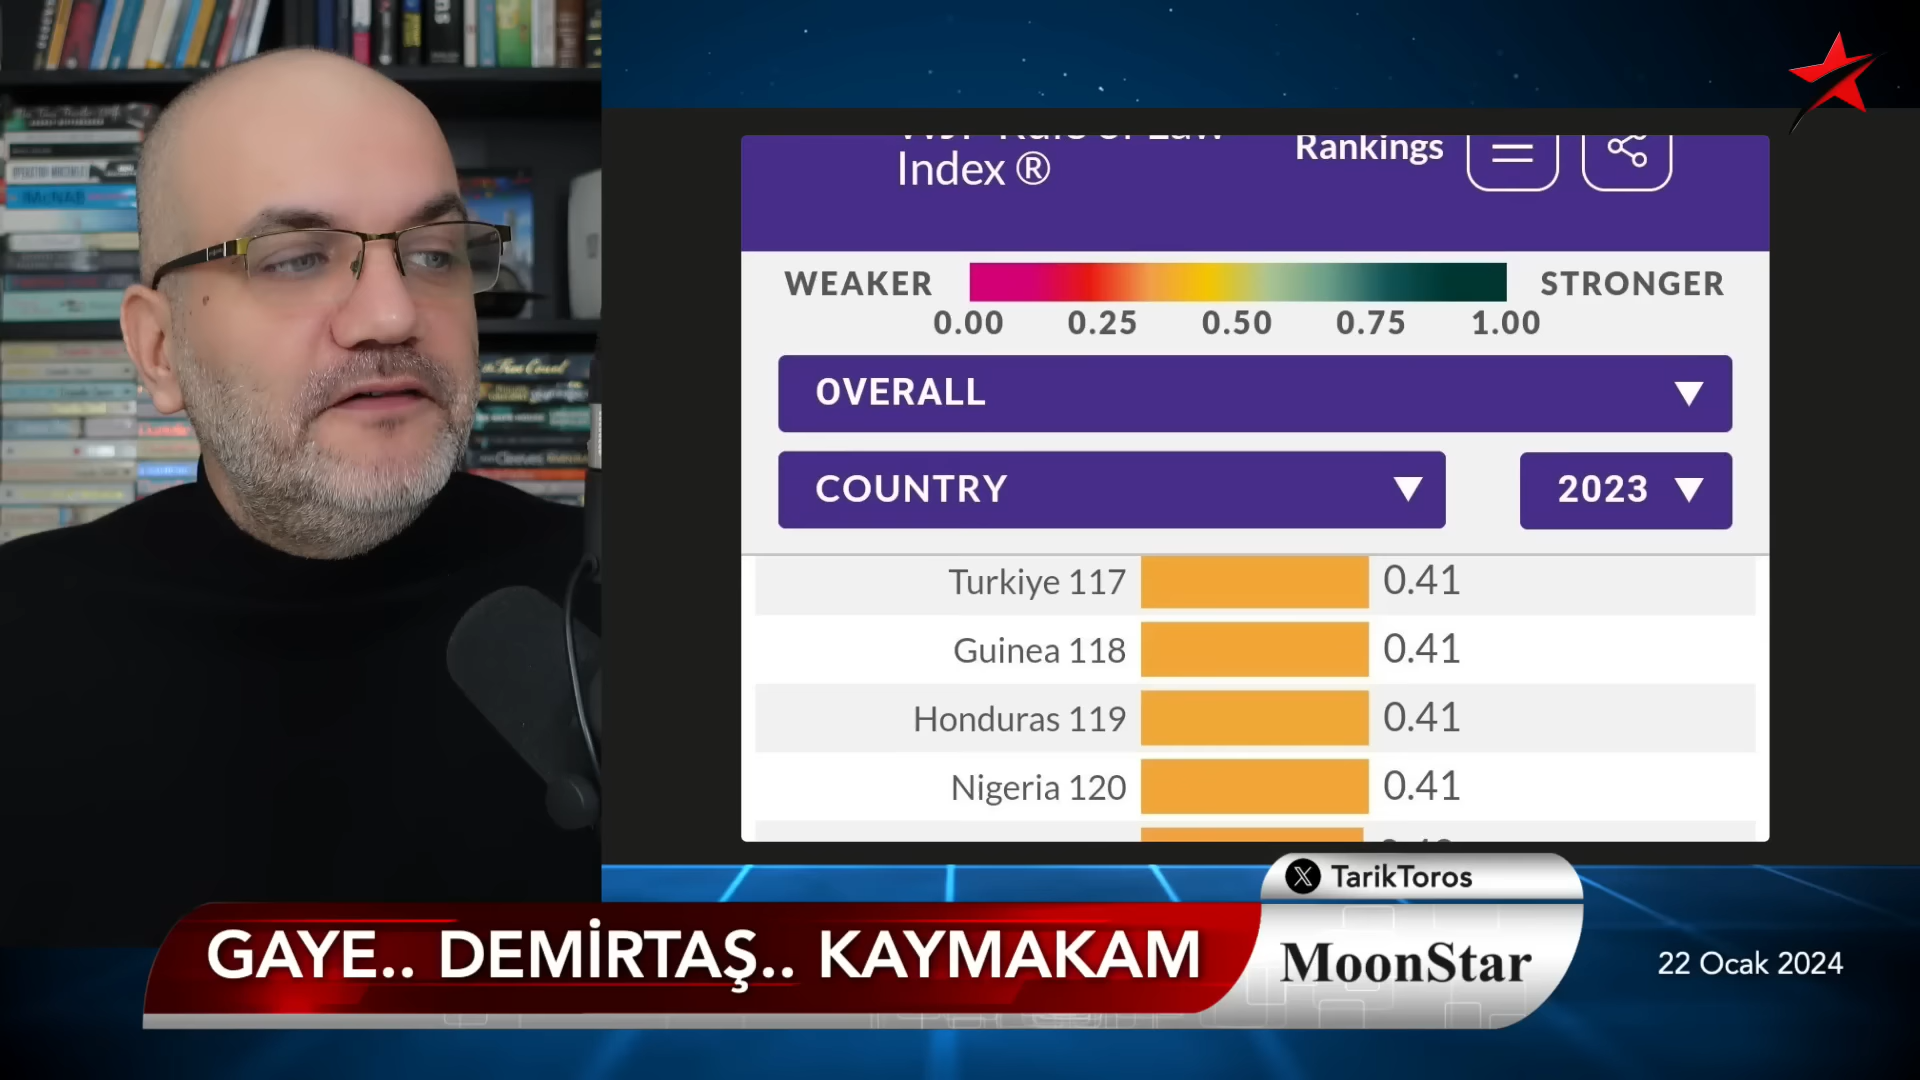 Index ®
Rankings
WEAKER
STRONGER
0.00 0.25 0.50 0.75 1.00
OVERALL
COUNTRY
2023
Turkiye 117 0.41
Guinea 118 0.41
Honduras 119 0.41
Nigeria 120 0.41
TarikToros
GAYE.. DEMİRTAŞ.. KAYMAKAM
MoonStar
22 Ocak 2024